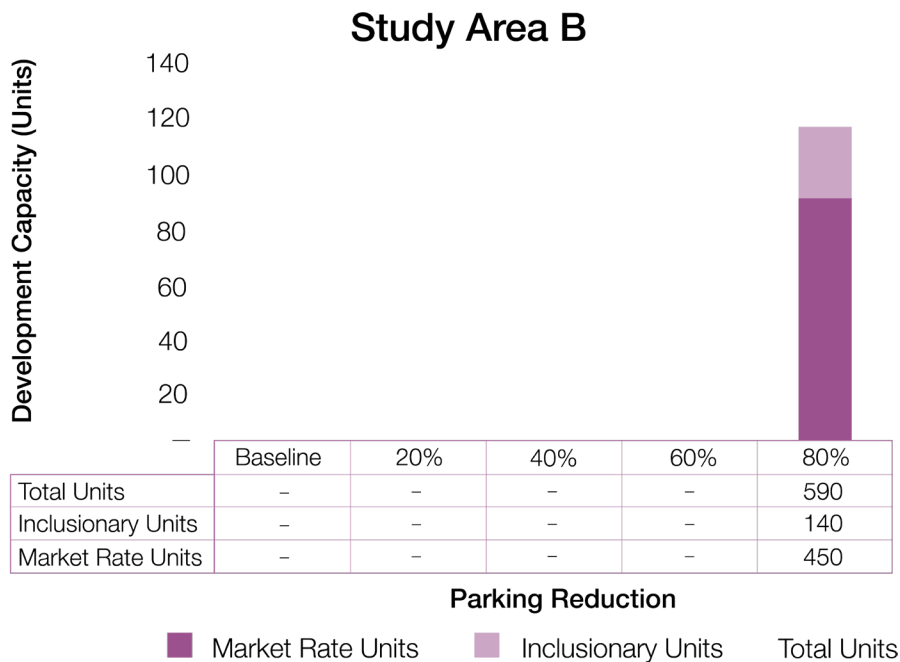 Study Area B
Development Capacity (Units)
140
120
100
80
60
40
20
—
Baseline 20% 40% 60% 80%
Total Units – – – – 590
Inclusionary Units – – – – 140
Market Rate Units – – – – 450
Parking Reduction
Market Rate Units Inclusionary Units Total Units